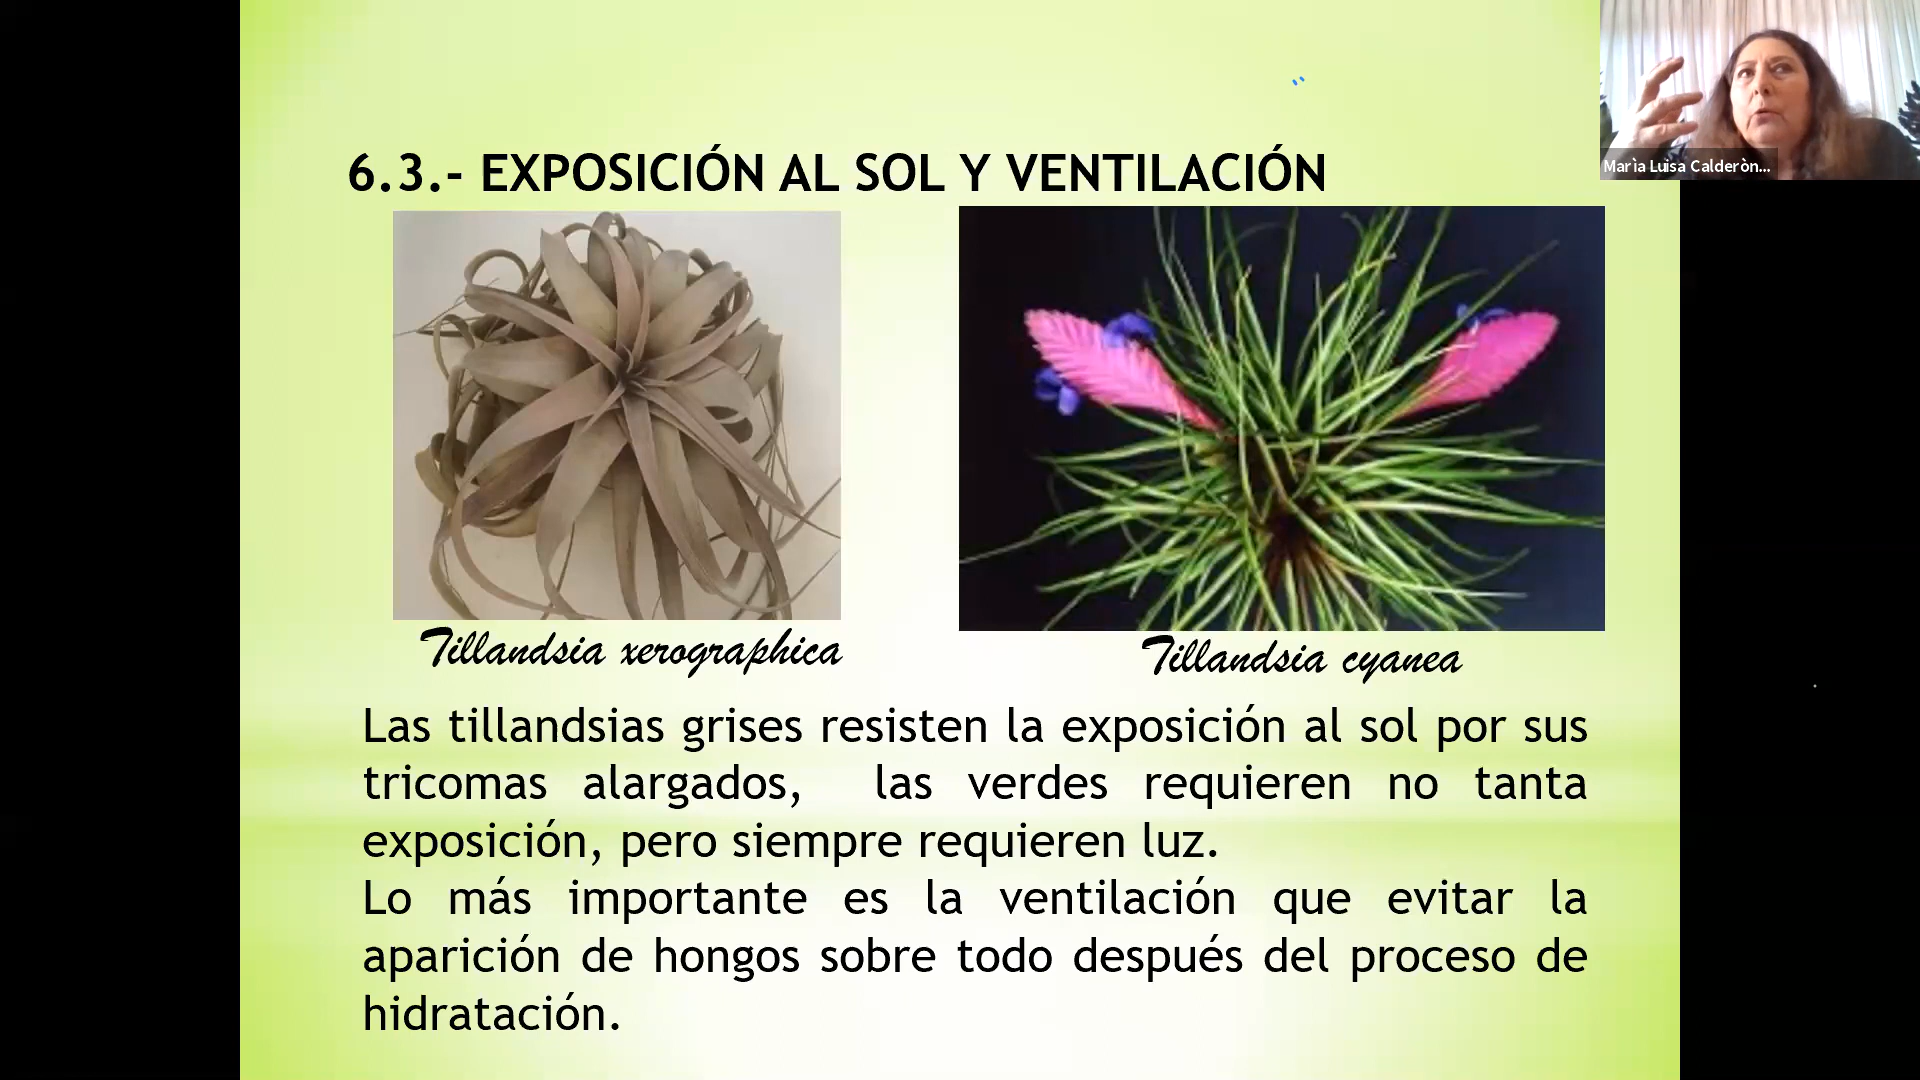 Marìa Luisa Calderòn...
6.3.- EXPOSICIÓN AL SOL Y VENTILACIÓN
Tillandsia xerographica
Tillandsia cyanea
Las tillandsias grises resisten la exposición al sol por sus
tricomas alargados, las verdes requieren no tanta
exposición, pero siempre requieren luz.
Lo más importante es la ventilación que evitar la
aparición de hongos sobre todo después del proceso de
hidratación.